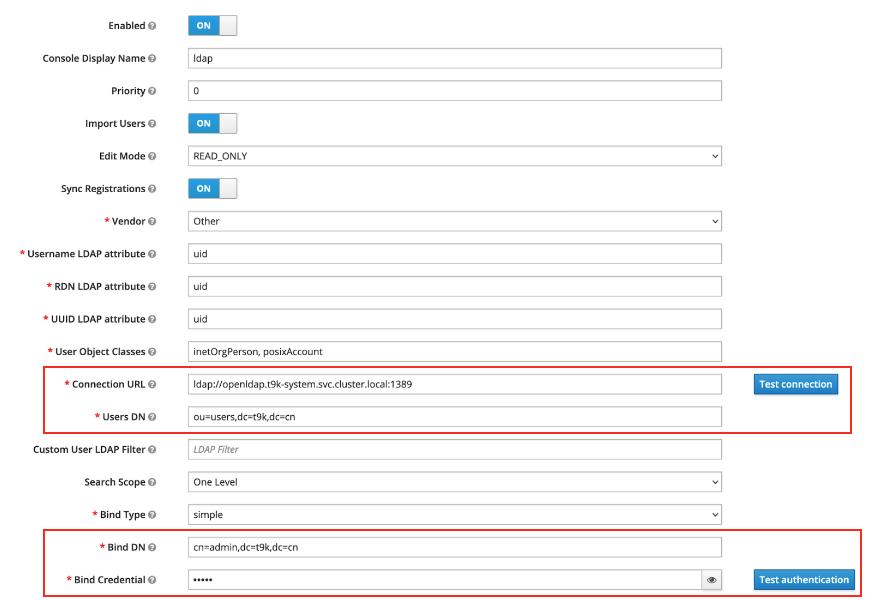 Enabled ON
Console Display Name ldap
Priority 0
Import Users ON
Edit Mode READ_ONLY
Sync Registrations ON
* Vendor Other
* Username LDAP attribute uid
* RDN LDAP attribute uid
* UUID LDAP attribute uid
* User Object Classes inetOrgPerson, posixAccount
* Connection URL ldap://openldap.t9k-system.svc.cluster.local:1389 Test connection
* Users DN ou=users,dc=t9k,dc=cn
Custom User LDAP Filter LDAP Filter
Search Scope One Level
* Bind Type simple
* Bind DN cn=admin,dc=t9k,dc=cn
* Bind Credential ••••• Test authentication